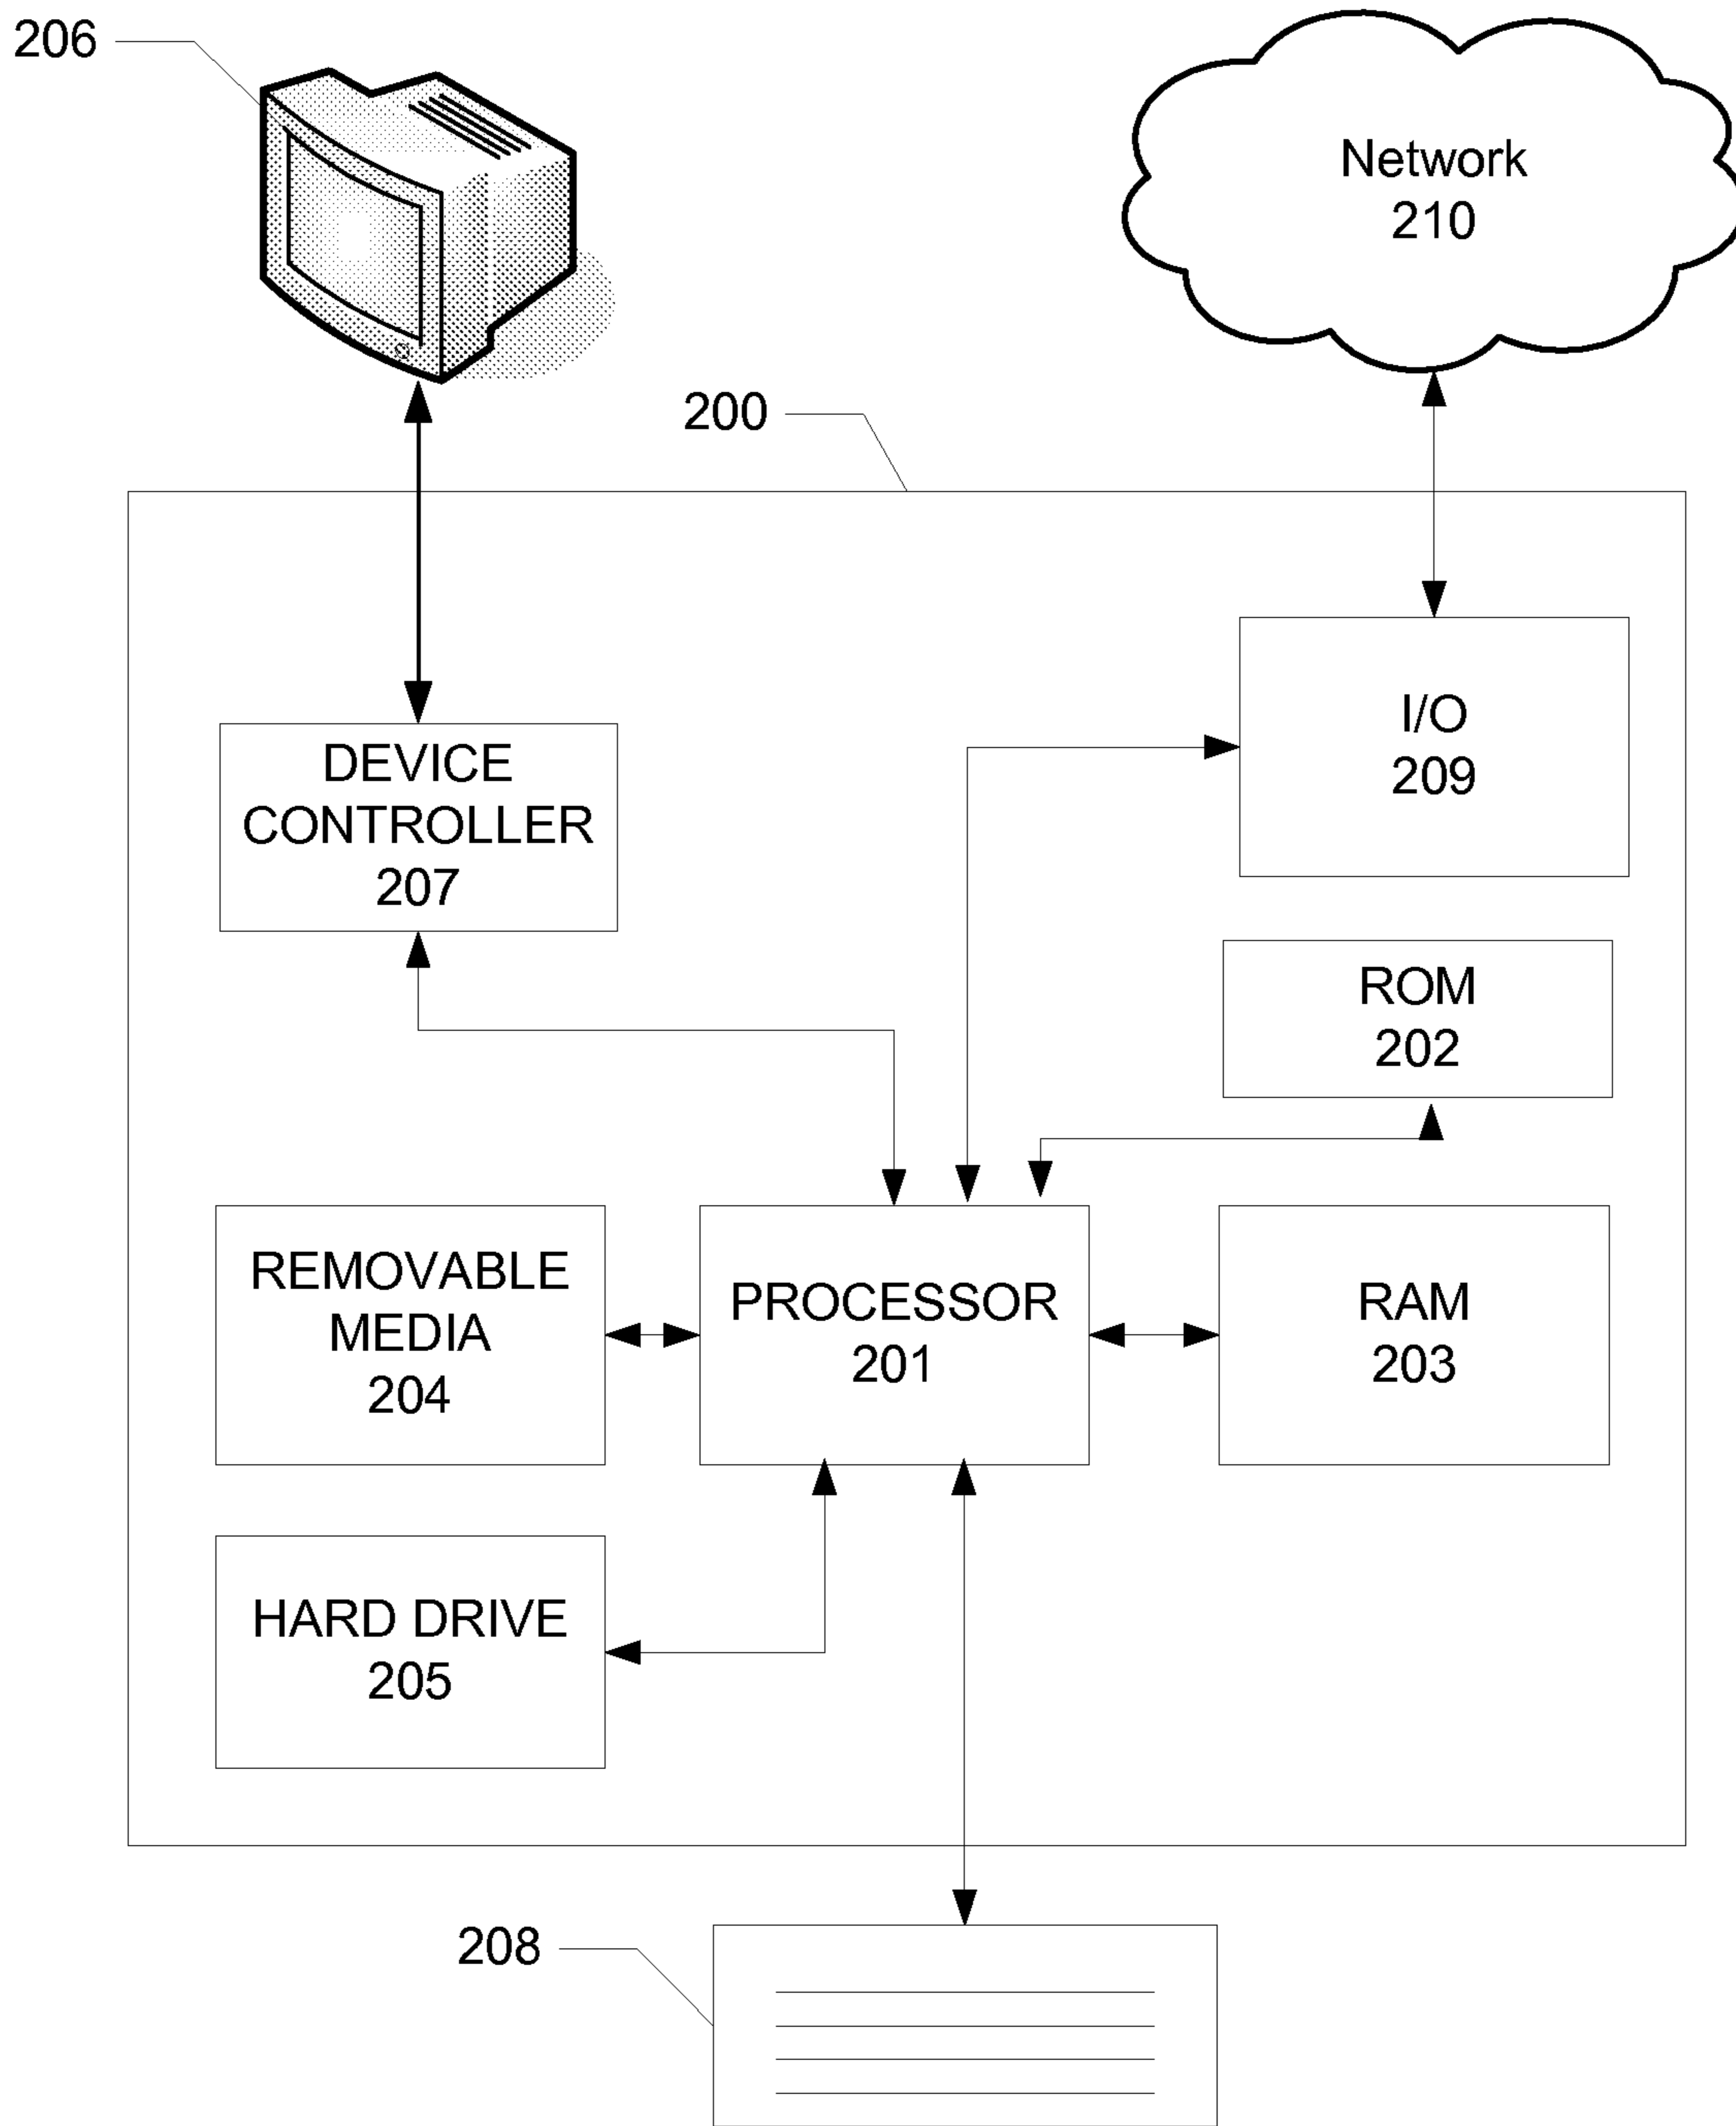 206
Network
210
200
I/O
209
DEVICE
CONTROLLER
207
ROM
202
REMOVABLE
MEDIA
204
PROCESSOR
201
RAM
203
HARD DRIVE
205
208